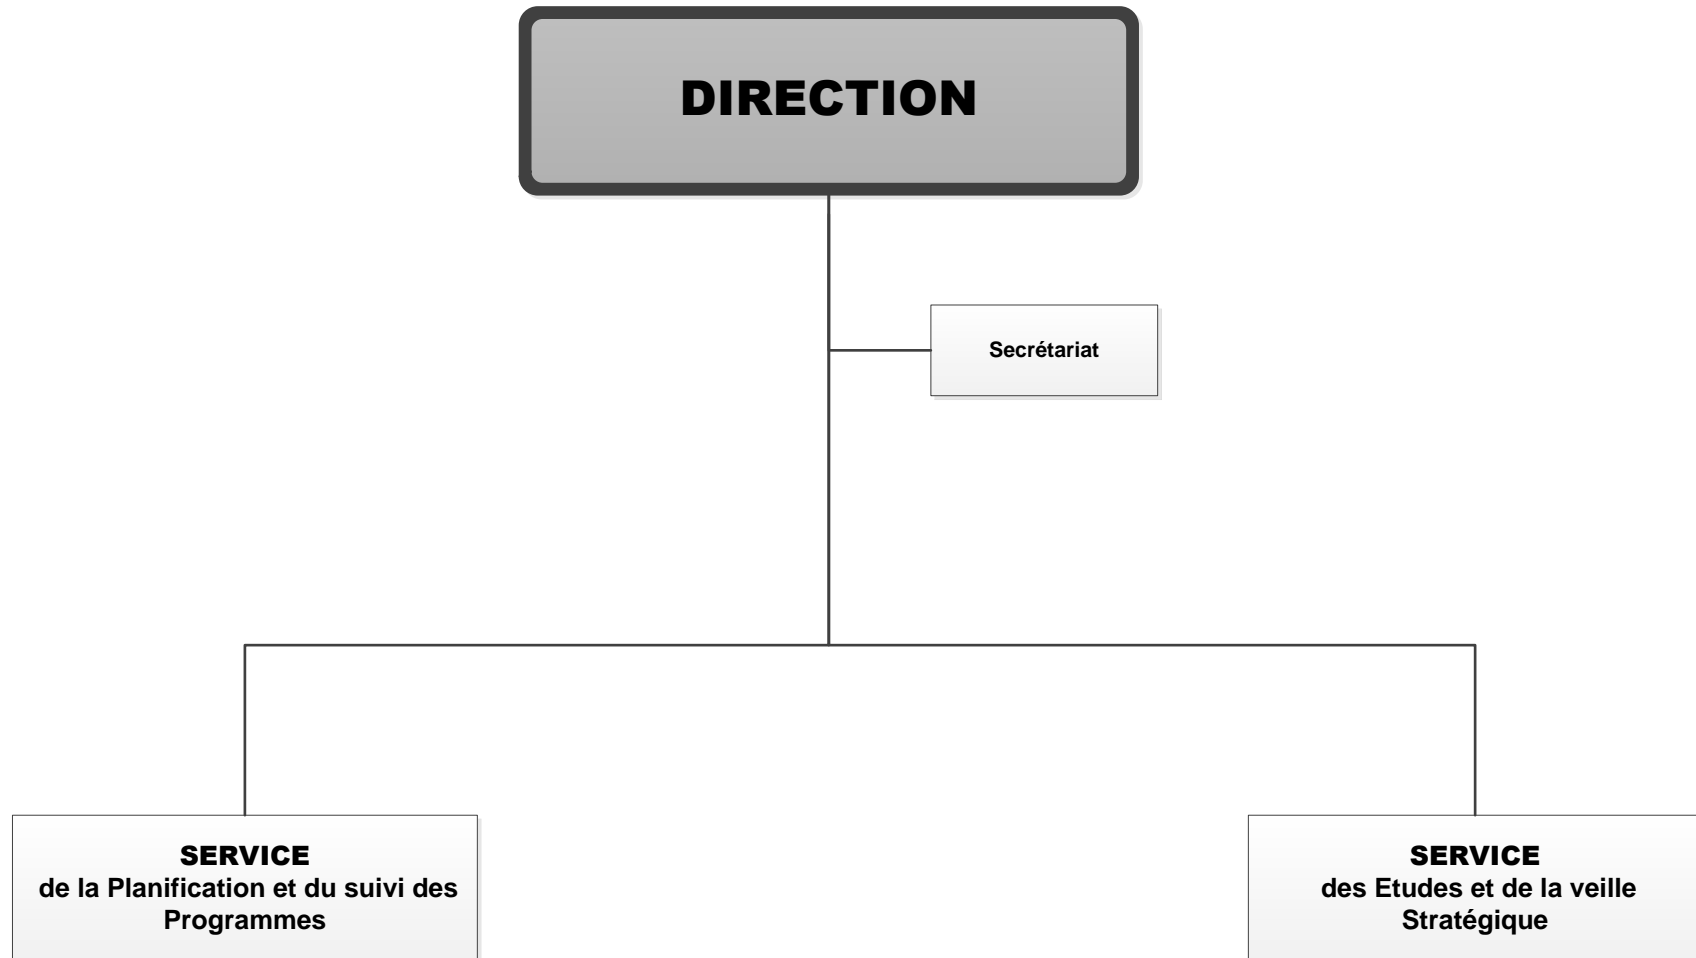 DIRECTION
Secrétariat
SERVICE
de la Planification et du suivi des
Programmes
SERVICE
des Etudes et de la veille
Stratégique